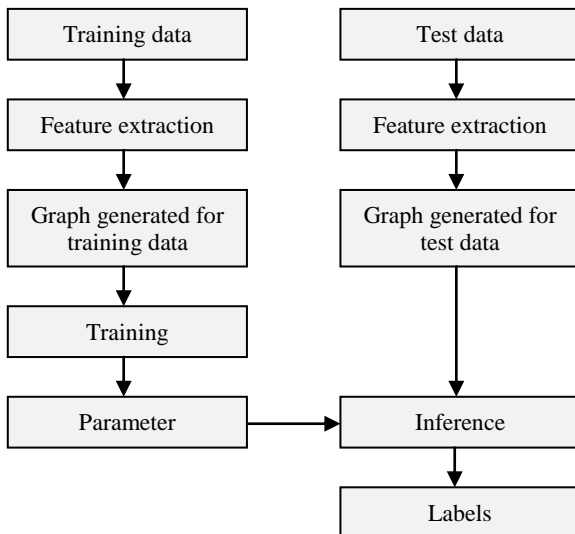 Training data
Feature extraction
Graph generated for
training data
Training
Parameter
Test data
Feature extraction
Graph generated for
test data
Inference
Labels